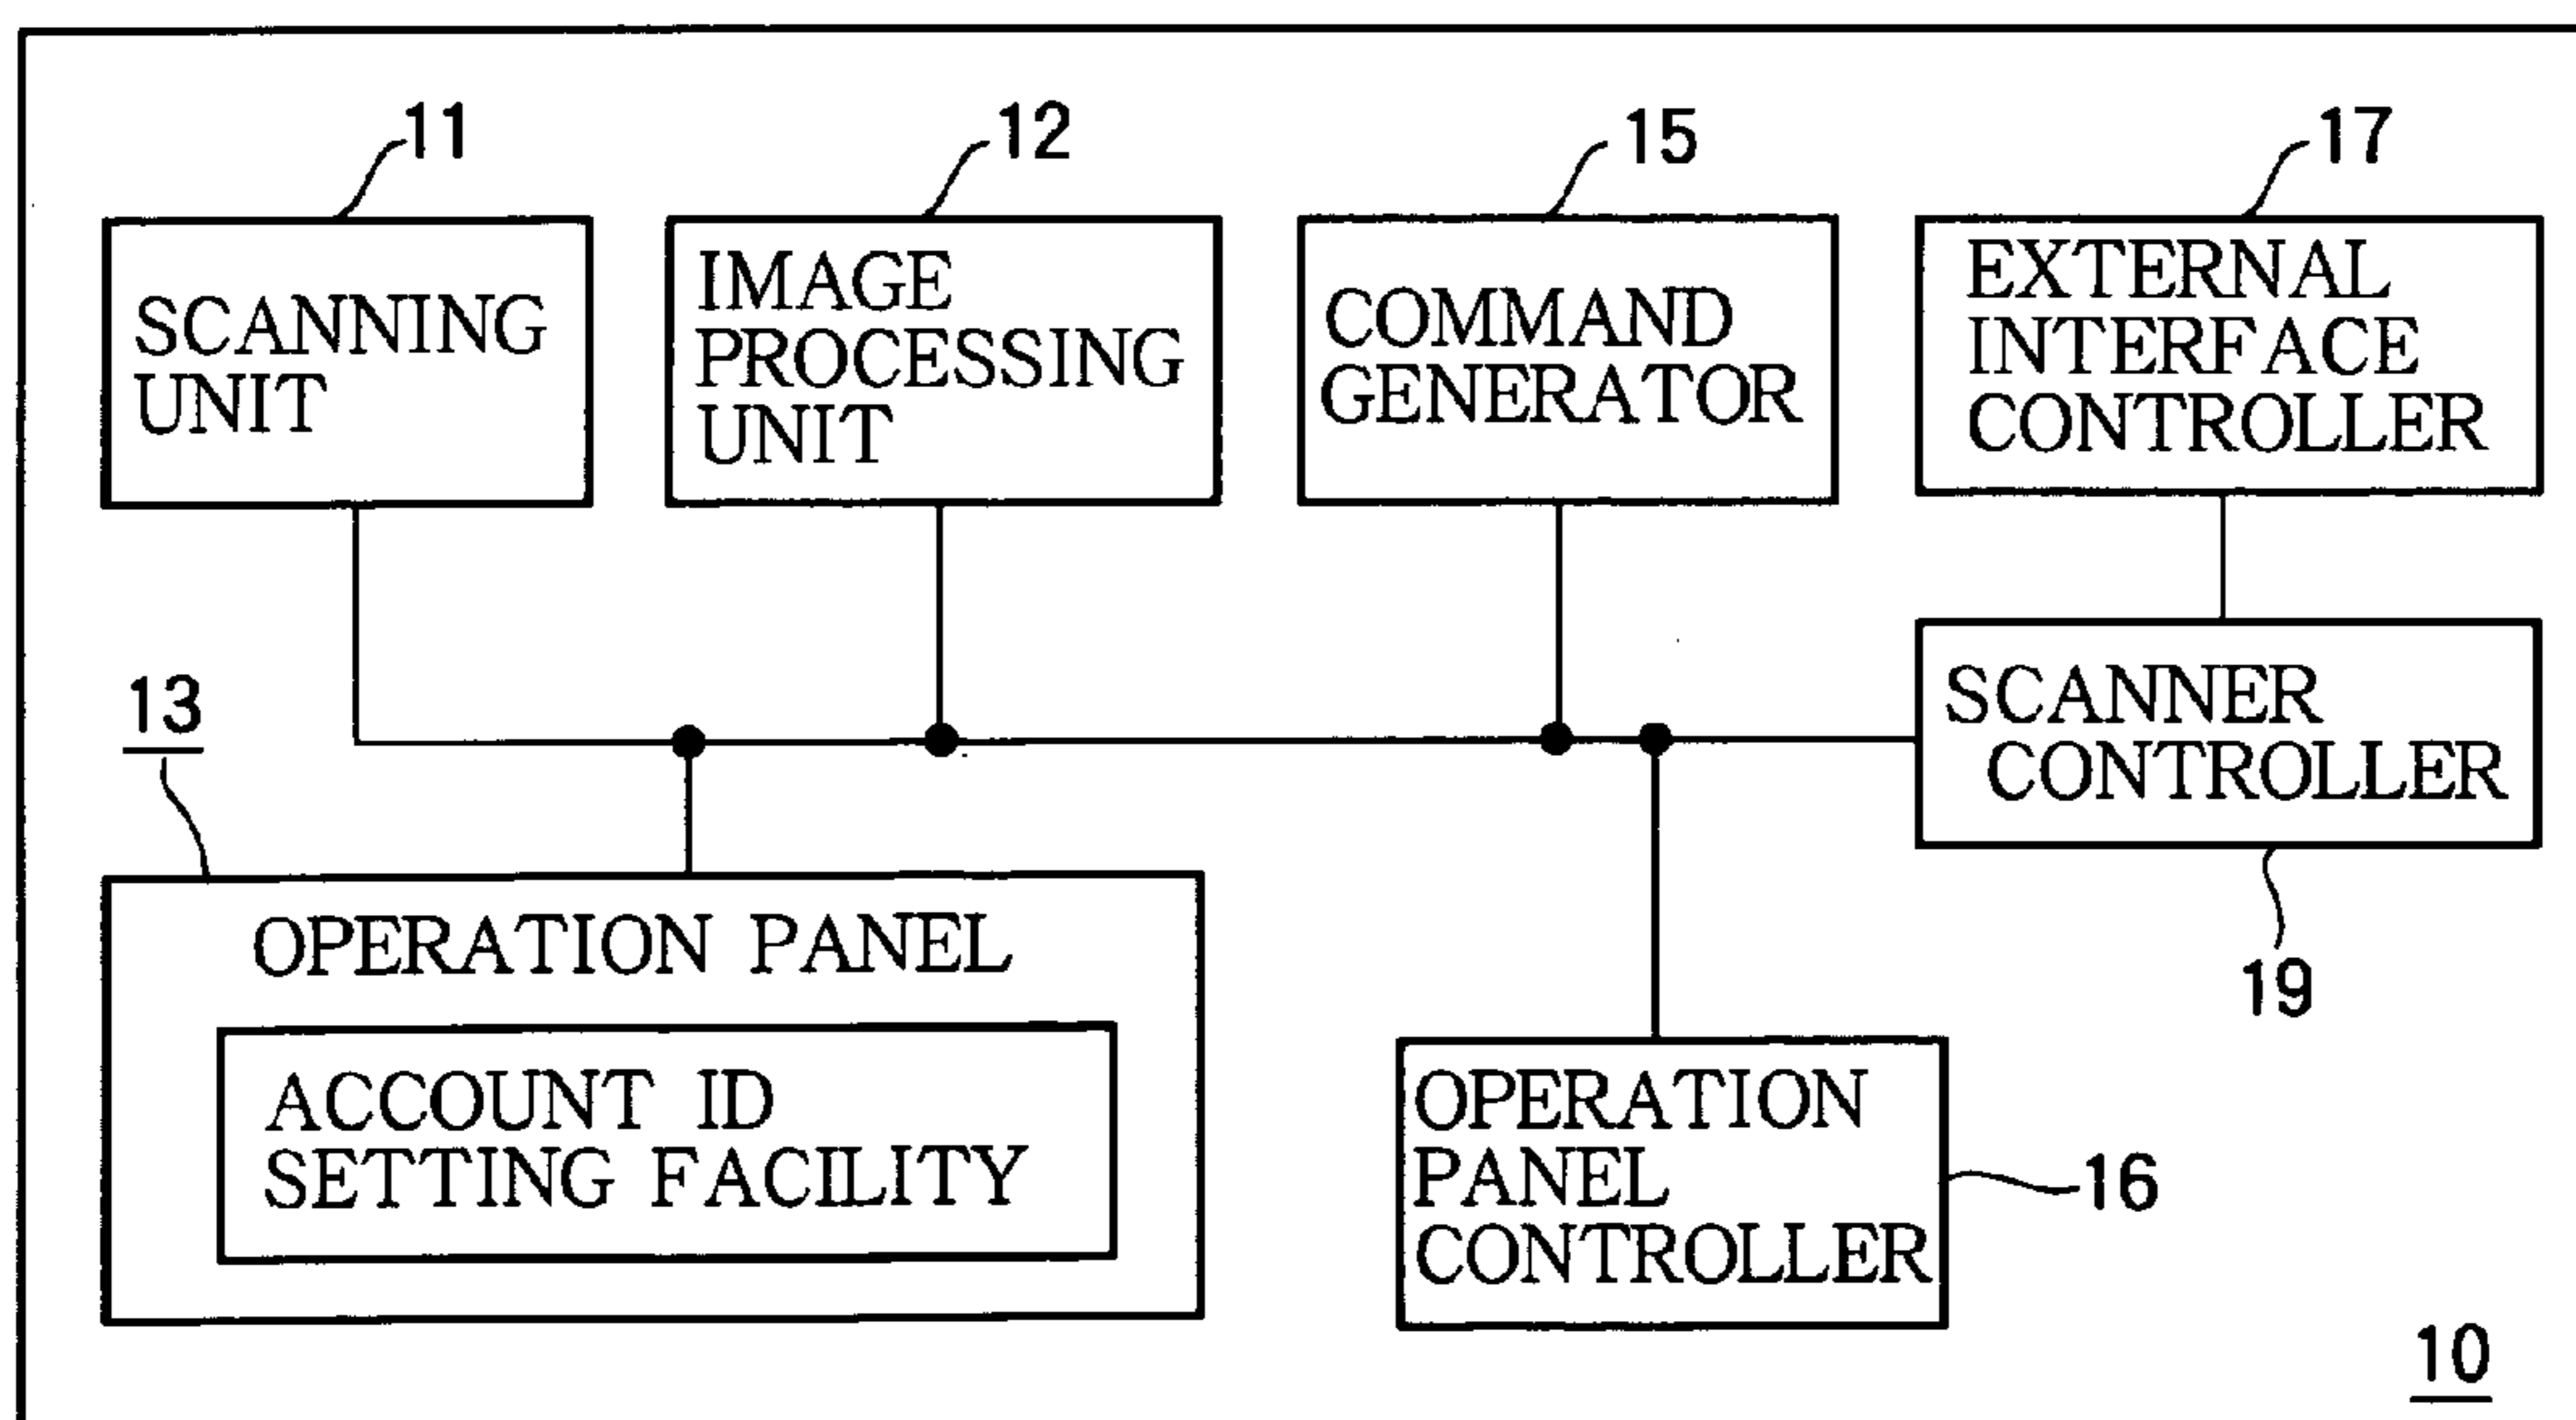 11
SCANNING
UNIT
12
IMAGE
PROCESSING
UNIT
15
COMMAND
GENERATOR
17
EXTERNAL
INTERFACE
CONTROLLER
SCANNER
CONTROLLER
19
13
OPERATION PANEL
ACCOUNT ID
SETTING FACILITY
OPERATION
PANEL
CONTROLLER
16
10